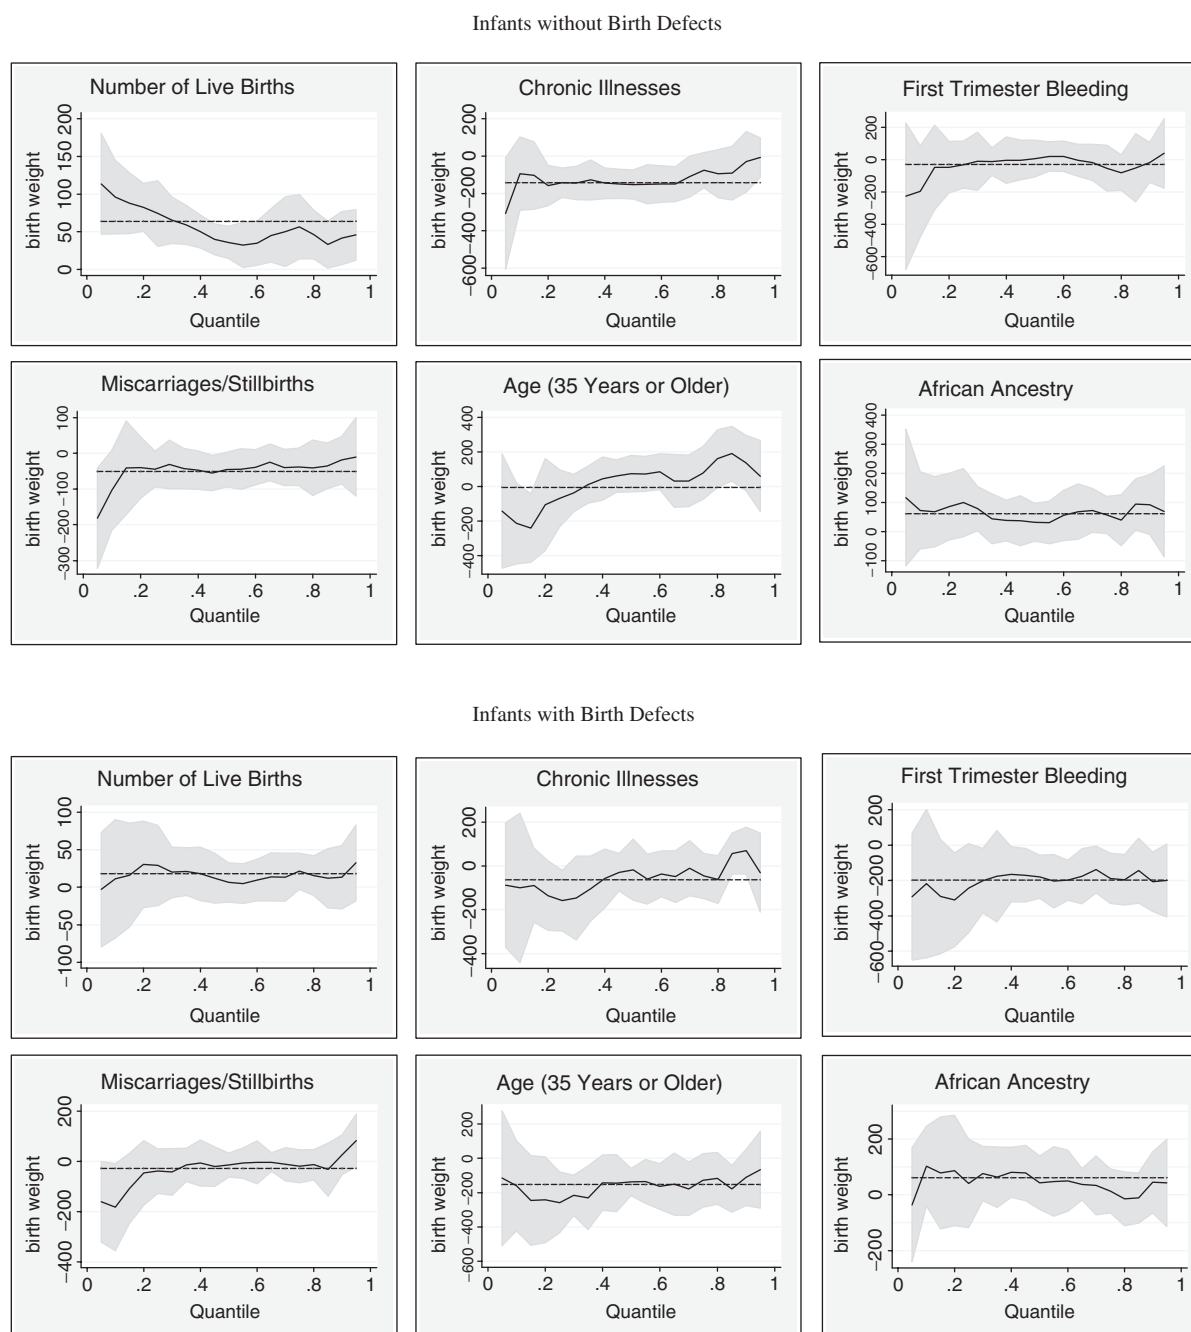 Infants without Birth Defects
Number of Live Births
birth weight
0 50 100 150 200
0 .2 .4 .6 .8 1
Quantile
Chronic Illnesses
birth weight
−600 −400 −200 0 200
0 .2 .4 .6 .8 1
Quantile
First Trimester Bleeding
birth weight
−600 −400 −200 0 200
0 .2 .4 .6 .8 1
Quantile
Miscarriages/Stillbirths
birth weight
−300 −200 −100 0 100
0 .2 .4 .6 .8 1
Quantile
Age (35 Years or Older)
birth weight
−400 −200 0 200 400
0 .2 .4 .6 .8 1
Quantile
African Ancestry
birth weight
−100 0 100 200 300 400
0 .2 .4 .6 .8 1
Quantile
Infants with Birth Defects
Number of Live Births
birth weight
−100 −50 0 50 100
0 .2 .4 .6 .8 1
Quantile
Chronic Illnesses
birth weight
−400 −200 0 200
0 .2 .4 .6 .8 1
Quantile
First Trimester Bleeding
birth weight
−600 −400 −200 0 200
0 .2 .4 .6 .8 1
Quantile
Miscarriages/Stillbirths
birth weight
−400 −200 0 200
0 .2 .4 .6 .8 1
Quantile
Age (35 Years or Older)
birth weight
−600 −400 −200 0 200
0 .2 .4 .6 .8 1
Quantile
African Ancestry
birth weight
−200 0 200
0 .2 .4 .6 .8 1
Quantile